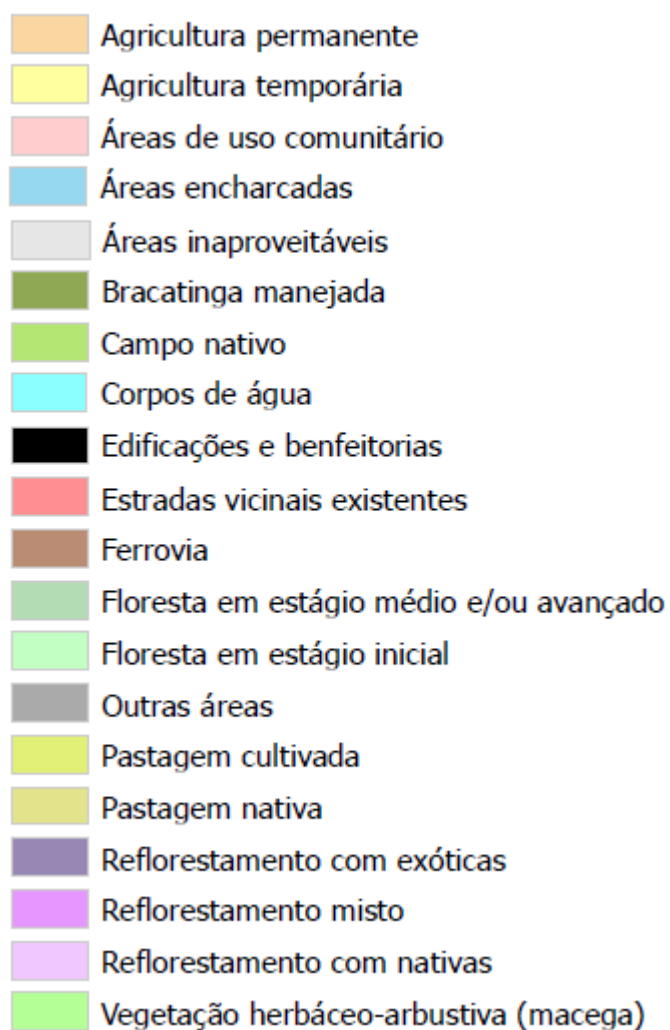 Agricultura permanente
Agricultura temporária
Áreas de uso comunitário
Áreas encharcadas
Áreas inaproveitáveis
Bracatinga manejada
Campo nativo
Corpos de água
Edificações e benfeitorias
Estradas vicinais existentes
Ferrovia
Floresta em estágio médio e/ou avançado
Floresta em estágio inicial
Outras áreas
Pastagem cultivada
Pastagem nativa
Reflorestamento com exóticas
Reflorestamento misto
Reflorestamento com nativas
Vegetação herbáceo-arbustiva (macega)